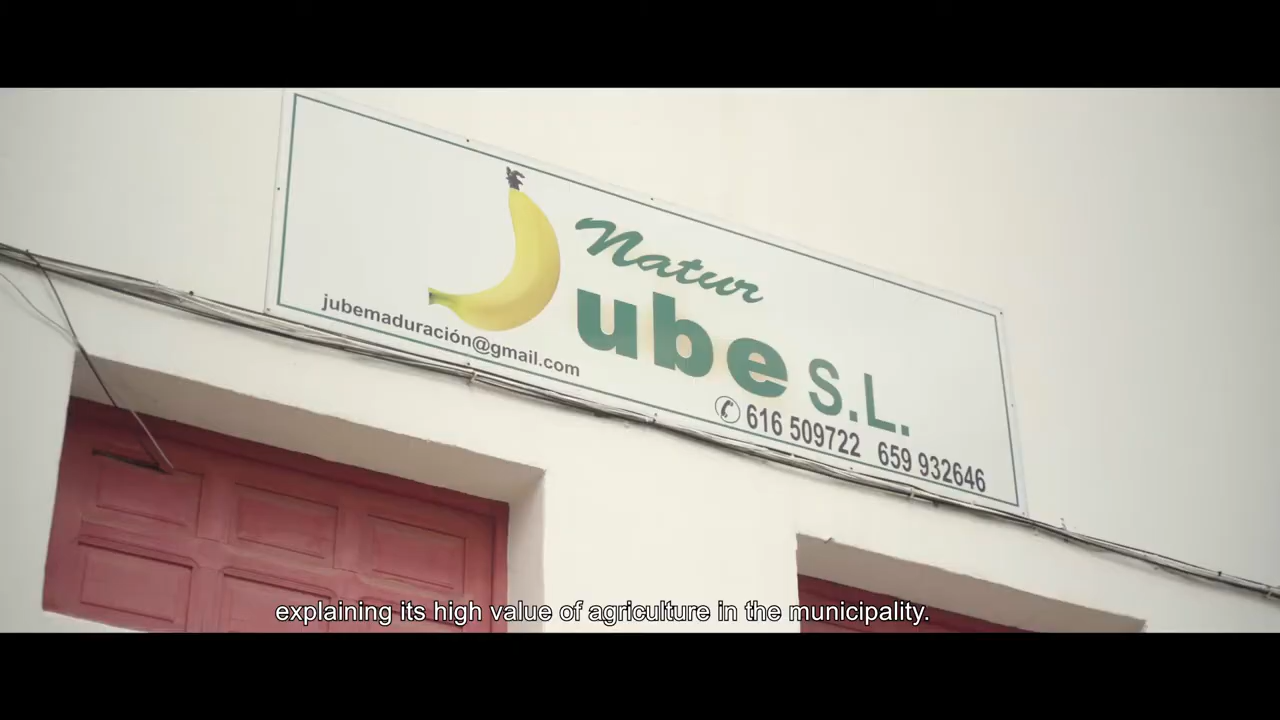 Natur
ube S.L.
jubemaduración@gmail.com
616 509722 659 932646
explaining its high value of agriculture in the municipality.